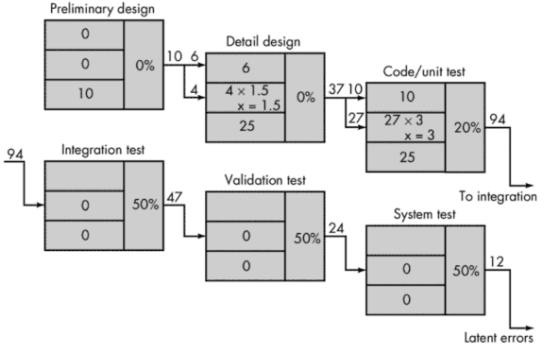 Preliminary design
0
0
10
0%
10 6
4
Detail design
6
4 × 1.5
x = 1.5
25
0%
37 10
27
Code/unit test
10
27 × 3
x = 3
25
20%
94
To integration
94
Integration test
0
0
50%
47
Validation test
0
0
50%
24
System test
0
0
50%
12
Latent errors